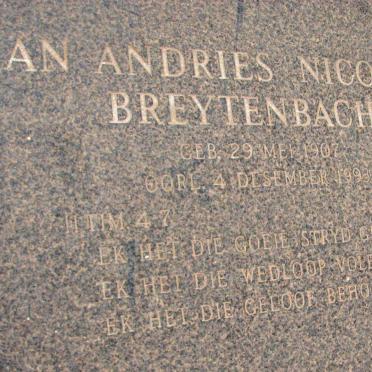 AN ANDRIES NICO
BREYTENBACH
GEB. 29 MEI 1907
OORL. 4 DESEMBER 199
II TIM. 4:7
EK HET DIE GOEIE STRYD G
EK HET DIE WEDLOOP VOL
EK HET DIE GELOOF BEHO